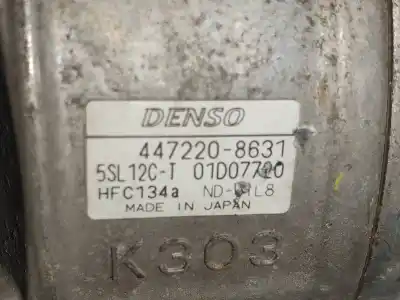 DENSO
447220-8631
5SL12C-T 01D07720
HFC134a
MADE IN JAPAN
K303